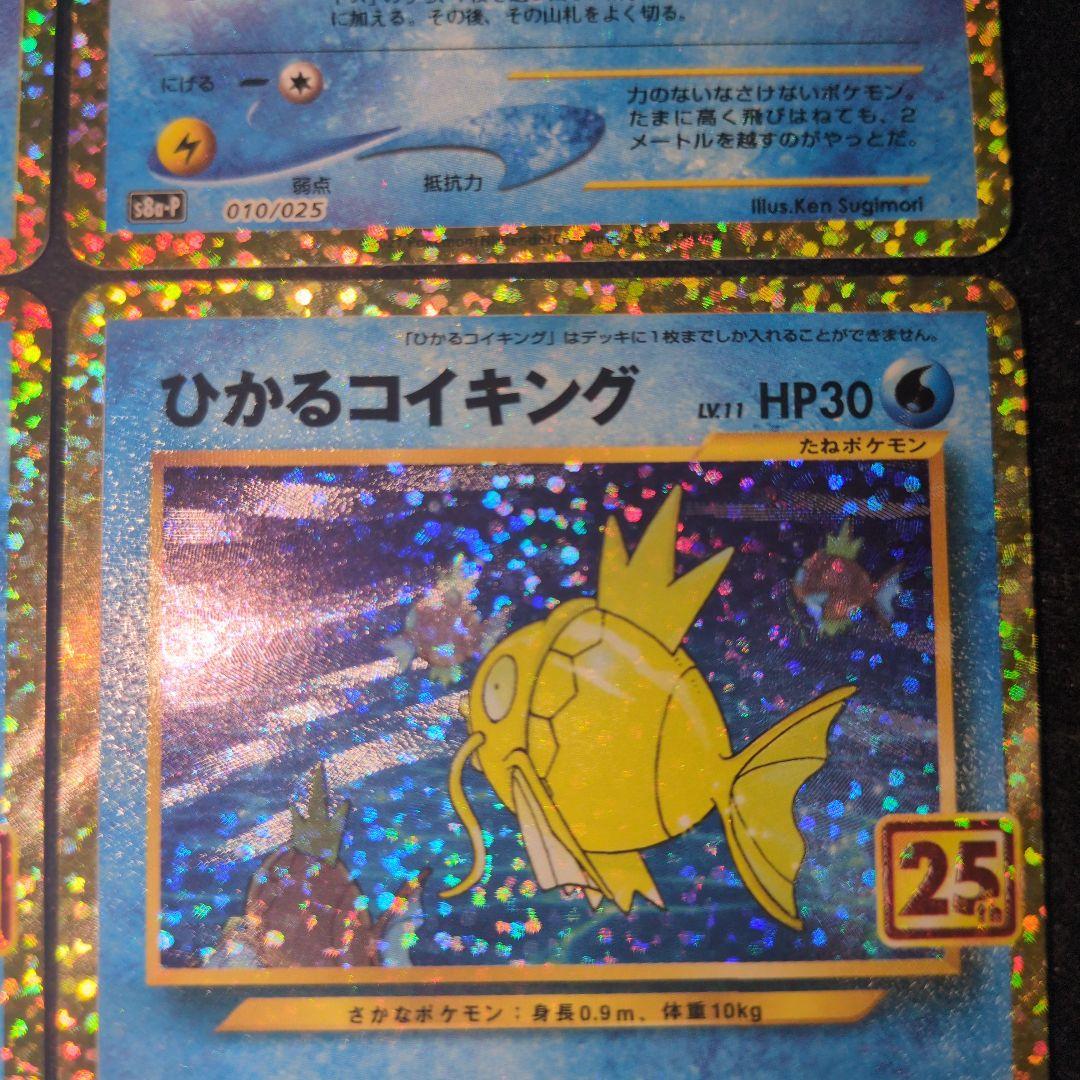 に加える。その後、その山札をよく切る。
にげる
力のないなさけないポケモン。
たまに高く飛びはねても、2
メートルを越すのがやっとだ。
弱点
抵抗力
s8a-P
010/025
Illus.Ken Sugimori
「ひかるコイキング」はデッキに1枚までしか入れることができません。
ひかるコイキング
LV.11 HP30
たねポケモン
25th
さかなポケモン：身長0.9m、体重10kg